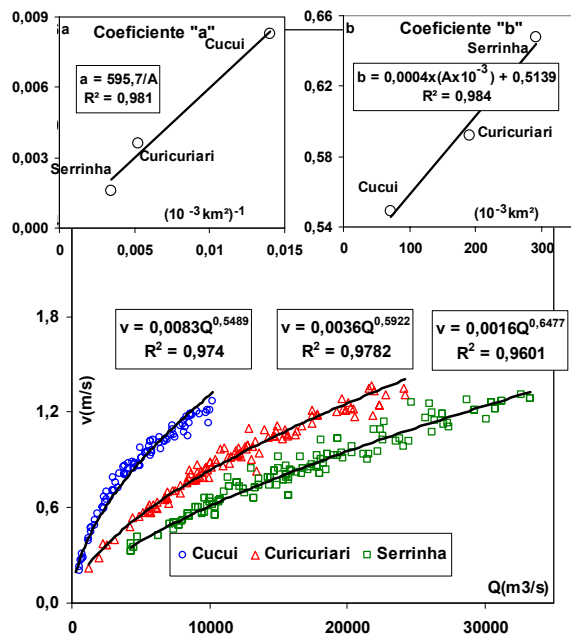 0,009
a
Coeficiente "a"
Cucui
0,006
a = 595,7/A
R² = 0,981
0,003
Curicuriari
Serrinha
0,000
(10 ⁻³ km²)⁻¹
0
0,005
0,01
0,015
0,66
b
Coeficiente "b"
Serrinha
0,62
b = 0,0004x(Ax10⁻³) + 0,5139
R² = 0,984
Curicuriari
0,58
Cucui
0,54
(10⁻³ km²)
0
100
200
300
1,8
v = 0,0083Q^0,5489
R² = 0,974
v = 0,0036Q^0,5922
R² = 0,9782
v = 0,0016Q^0,6477
R² = 0,9601
v(m/s)
1,2
0,6
Cucui
Curicuriari
Serrinha
Q(m3/s)
0,0
0
10000
20000
30000